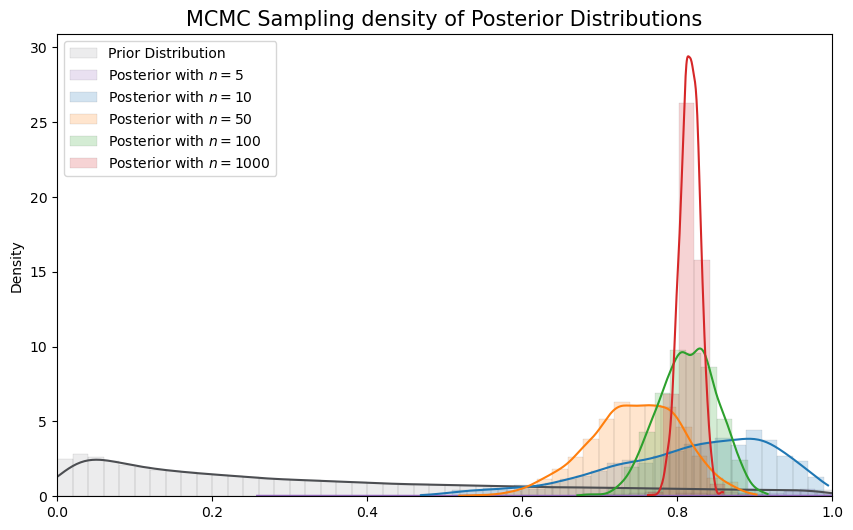 MCMC Sampling density of Posterior Distributions
30
25
20
15
10
5
0
Density
Prior Distribution
Posterior with n = 5
Posterior with n = 10
Posterior with n = 50
Posterior with n = 100
Posterior with n = 1000
0.0 0.2 0.4 0.6 0.8 1.0